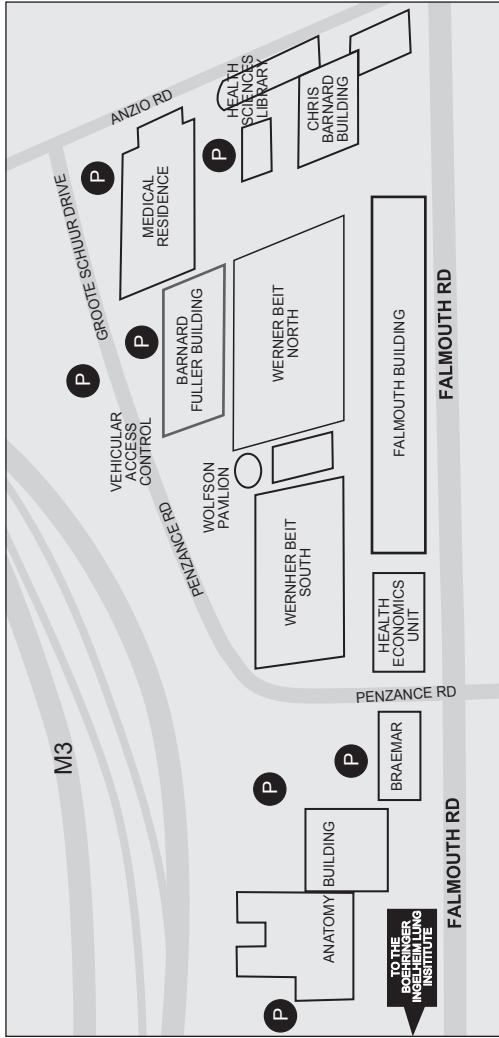 ANZIO RD
GROOTE SCHUUR DRIVE
P
P
P
P
MEDICAL
RESIDENCE
HEALTH
SCIENCES
LIBRARY
CHRIS
BARNARD
BUILDING
BARNARD
FULLER BUILDING
VEHICULAR
ACCESS
CONTROL
WERNER BEIT
NORTH
FALMOUTH BUILDING
FALMOUTH RD
WOLFSON
PAVLION
PENZANCE RD
WERNHER BEIT
SOUTH
HEALTH
ECONOMICS
UNIT
PENZANCE RD
M3
P
P
BRAEMAR
ANATOMY BUILDING
P
FALMOUTH RD
TO THE
BOEHRINGER
INGELHEIM LUNG
INSITITUTE